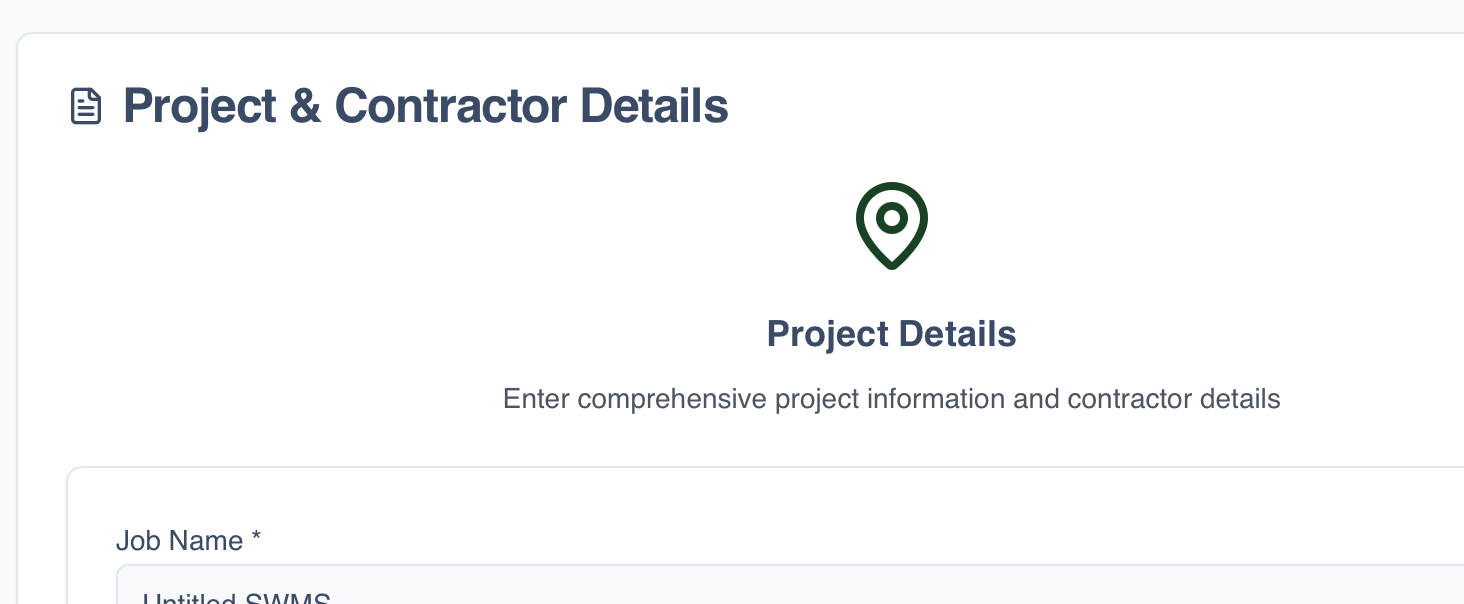 Project & Contractor Details
Project Details
Enter comprehensive project information and contractor details
Job Name *
Untitled SWMS